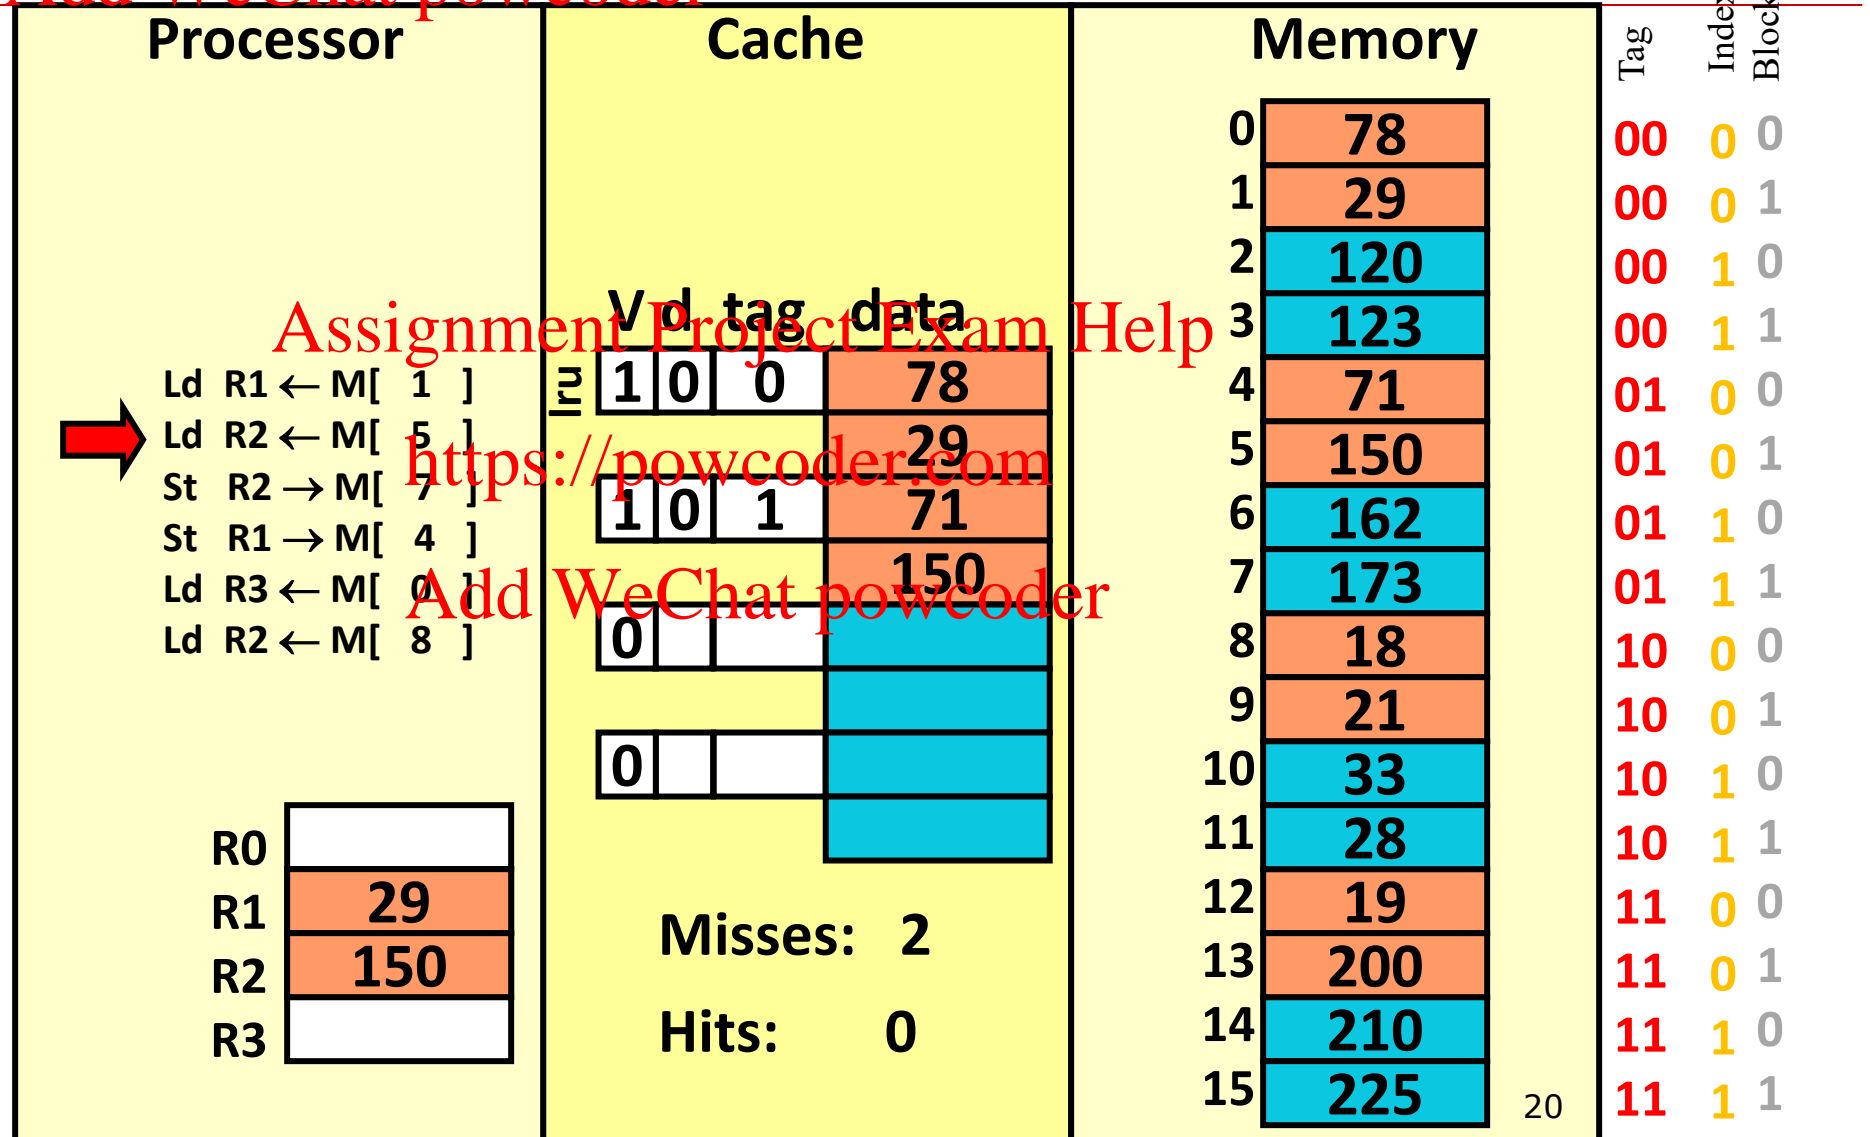 Add WeChat powcoder
Processor
Cache
Memory
Tag
Index
Block
Assignment Project Exam Help
https://powcoder.com
Add WeChat powcoder
Ld R1 ← M[ 1 ]
Ld R2 ← M[ 5 ]
St R2 → M[ 7 ]
St R1 → M[ 4 ]
Ld R3 ← M[ 0 ]
Ld R2 ← M[ 8 ]
R0
R1 29
R2 150
R3
V d tag data
lru
1 0 0 78
29
1 0 1 71
150
0
0
Misses: 2
Hits: 0
0 78 00 0 0
1 29 00 0 1
2 120 00 1 0
3 123 00 1 1
4 71 01 0 0
5 150 01 0 1
6 162 01 1 0
7 173 01 1 1
8 18 10 0 0
9 21 10 0 1
10 33 10 1 0
11 28 10 1 1
12 19 11 0 0
13 200 11 0 1
14 210 11 1 0
15 225 11 1 1
20